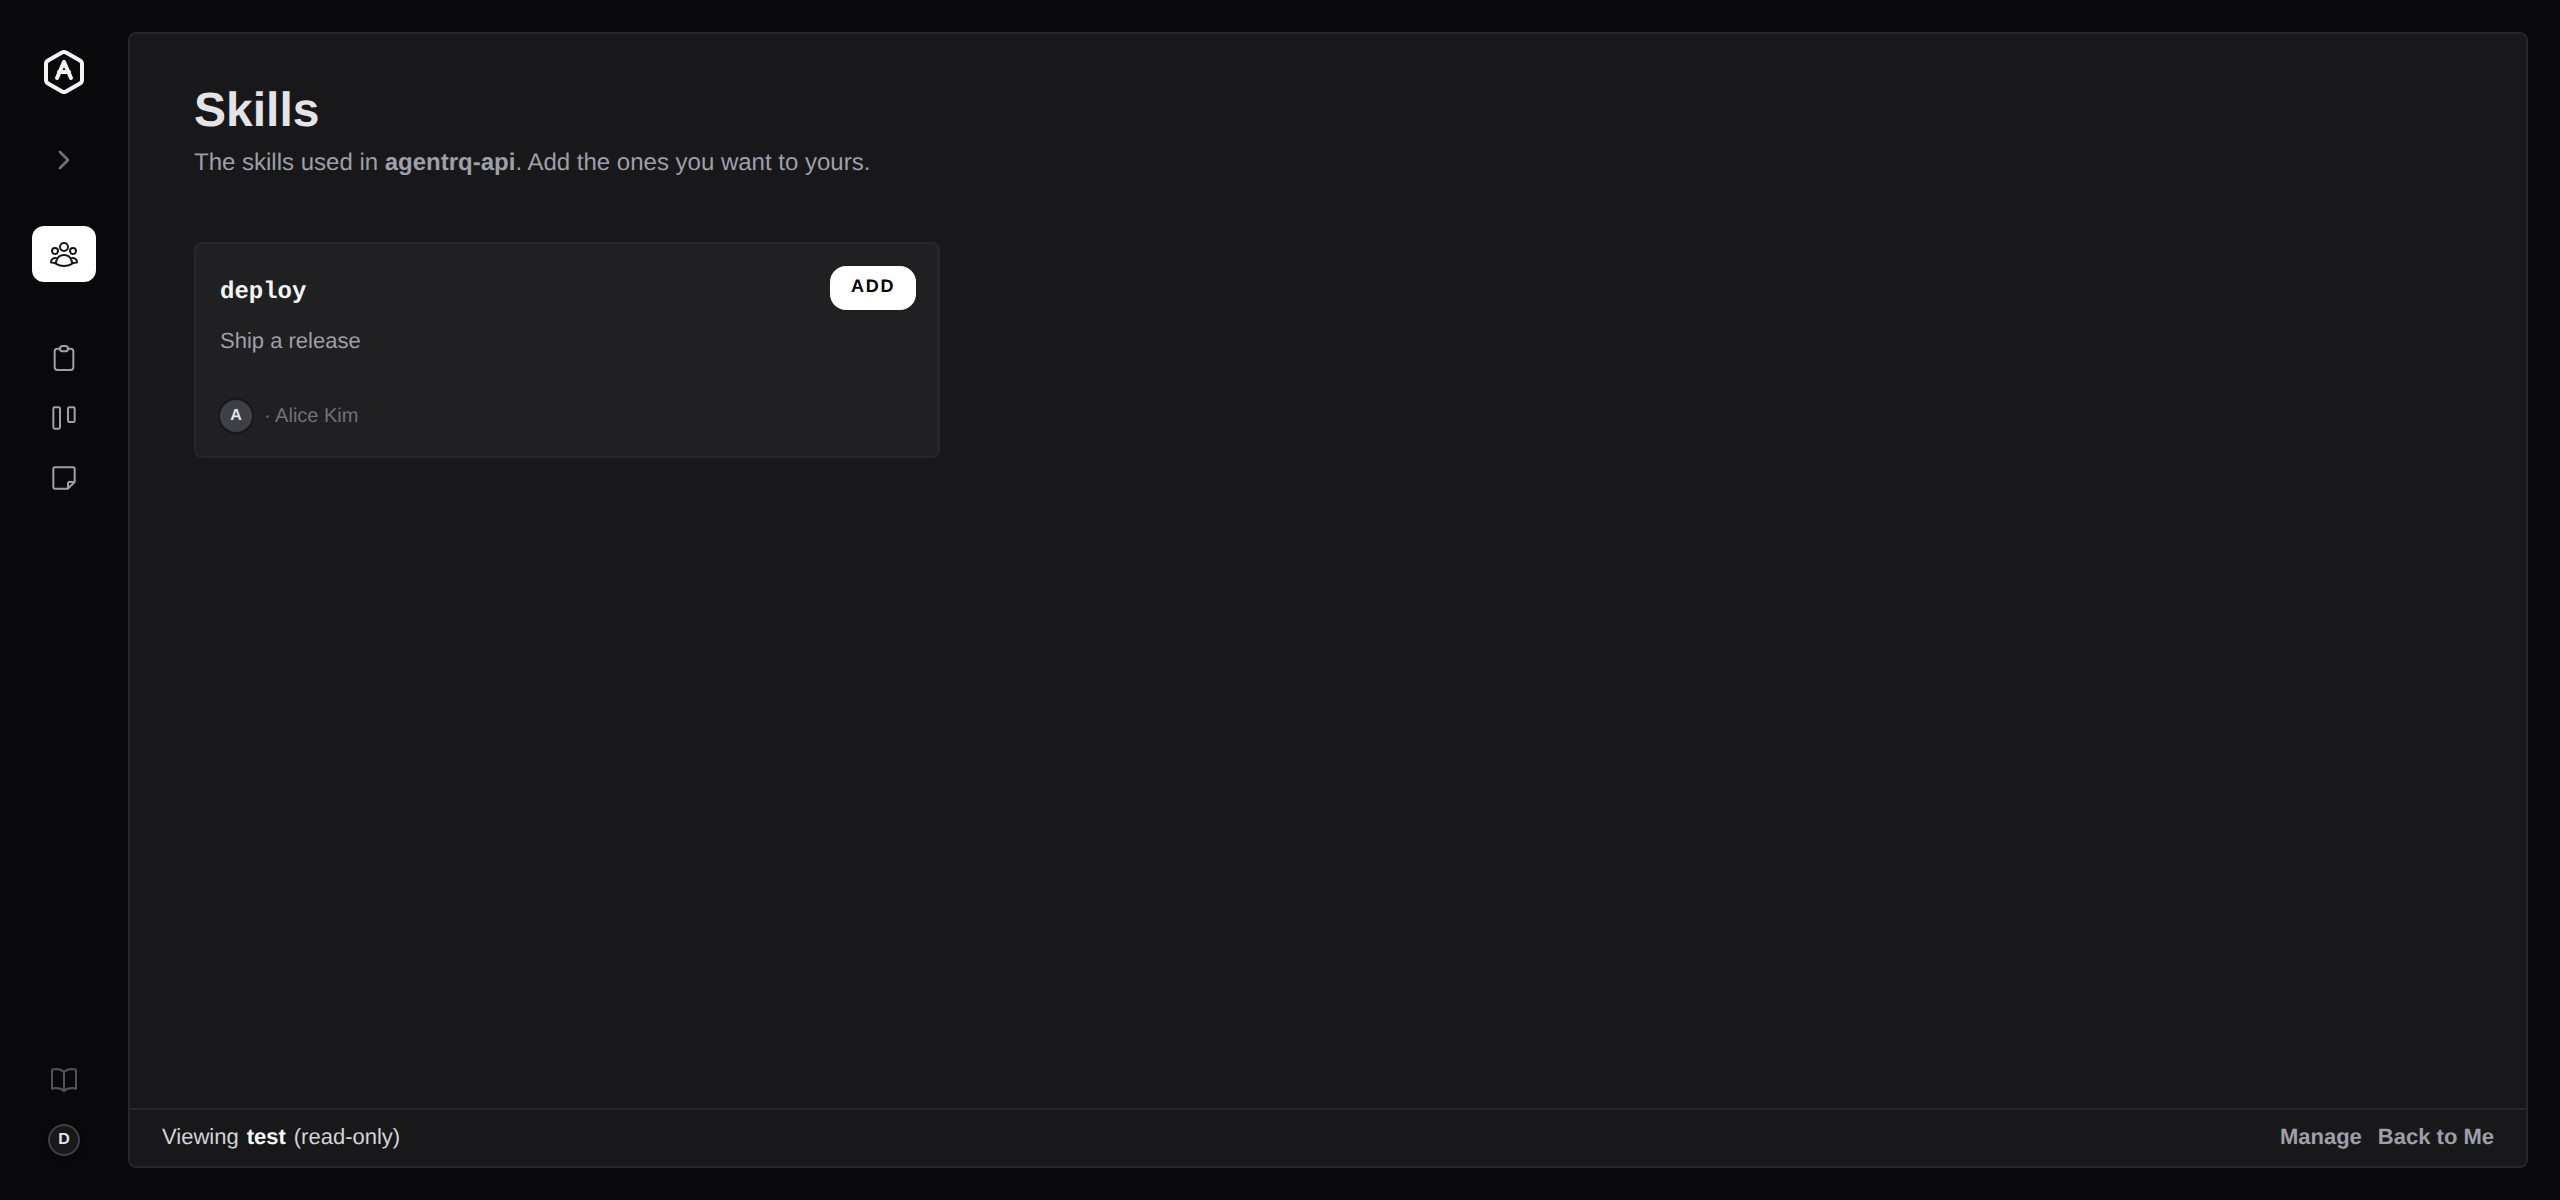 Skills
The skills used in agentrq-api. Add the ones you want to yours.
deploy
ADD
Ship a release
A · Alice Kim
D
Viewing test (read-only)
Manage Back to Me